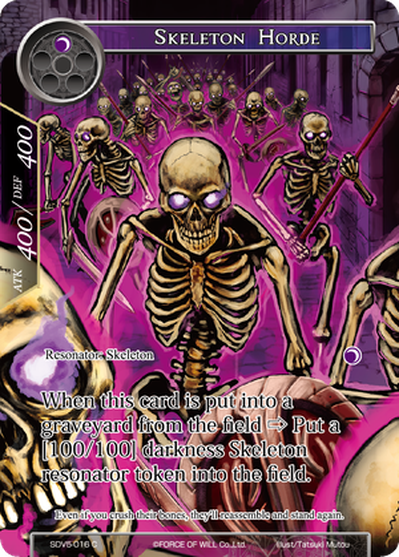 SKELETON HORDE
ATK 400 / DEF 400
Resonator: Skeleton
When this card is put into a
graveyard from the field ⇨ Put a
[100/100] darkness Skeleton
resonator token into the field.
Even if you crush their bones, they'll reassemble and stand again.
SDV5-016 C ©FORCE OF WILL Co.,Ltd. Illust/Tatsuki Mutou